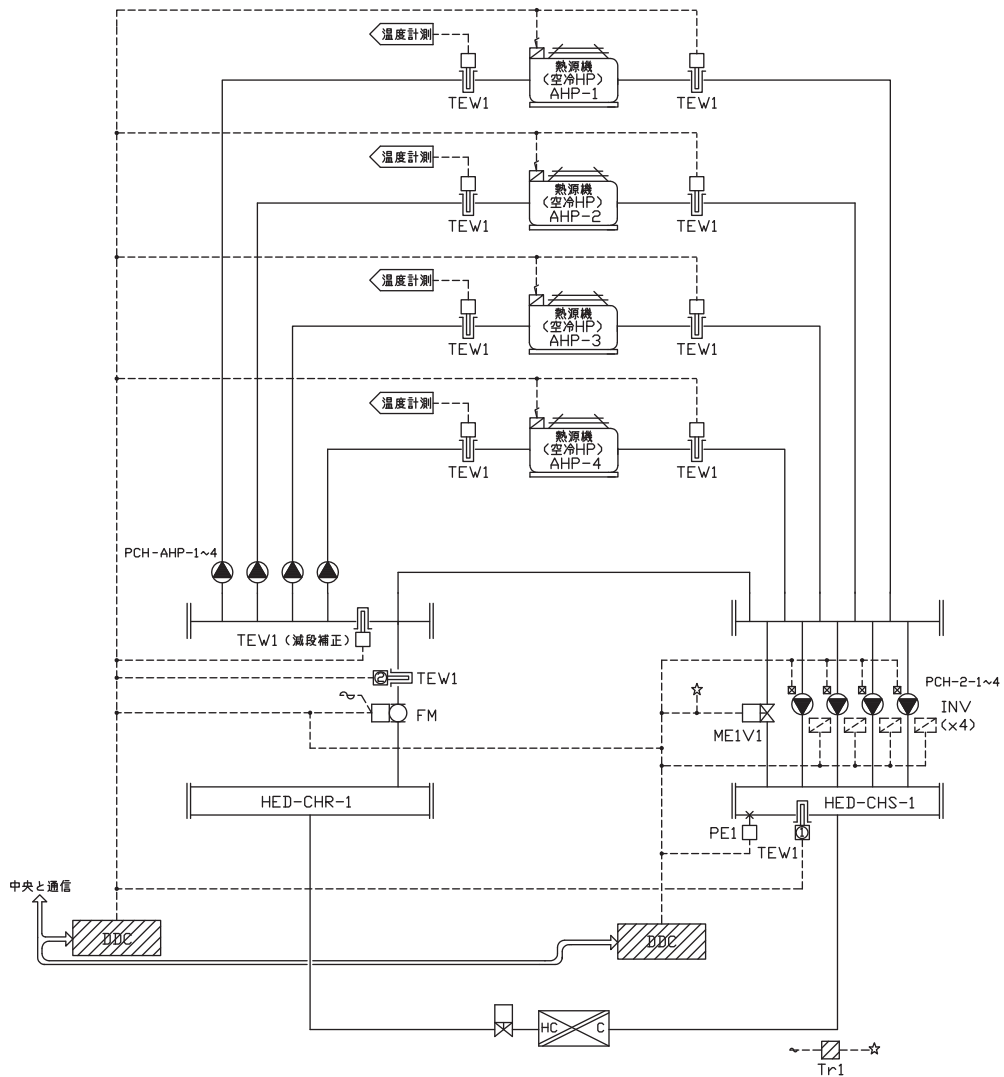 温度計測
熱源機
(空冷HP)
AHP-1
TEW1
TEW1
温度計測
熱源機
(空冷HP)
AHP-2
TEW1
TEW1
温度計測
熱源機
(空冷HP)
AHP-3
TEW1
TEW1
温度計測
熱源機
(空冷HP)
AHP-4
TEW1
TEW1
PCH-AHP-1~4
TEW1(減段補正)
② TEW1
FM
PCH-2-1~4
INV
(x4)
ME1V1
HED-CHR-1
HED-CHS-1
PE1
①
TEW1
中央と通信
DDC
DDC
HC C
Tr1